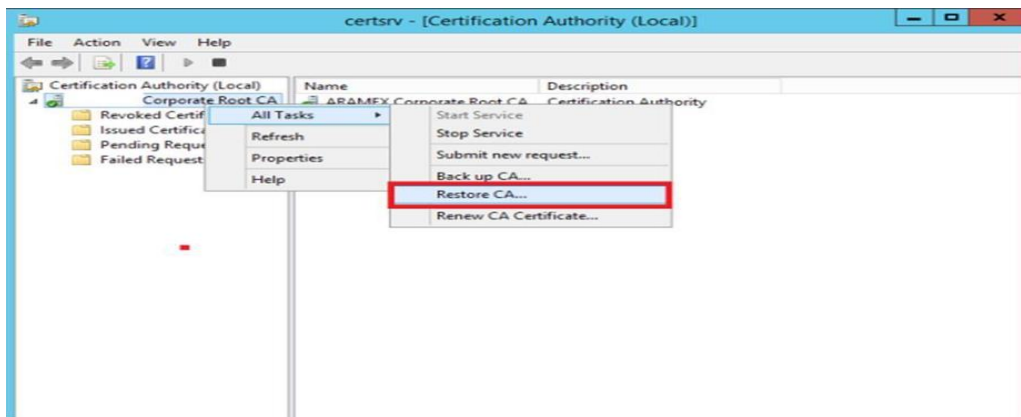 certsrv - [Certification Authority (Local)]
File Action View Help
Certification Authority (Local)
Corporate Root CA
Revoked Certif
Issued Certifica
Pending Reque
Failed Request
Name Description
ARAMEX Corporate Root CA Certification Authority
All Tasks
Refresh
Properties
Help
Start Service
Stop Service
Submit new request...
Back up CA...
Restore CA...
Renew CA Certificate...